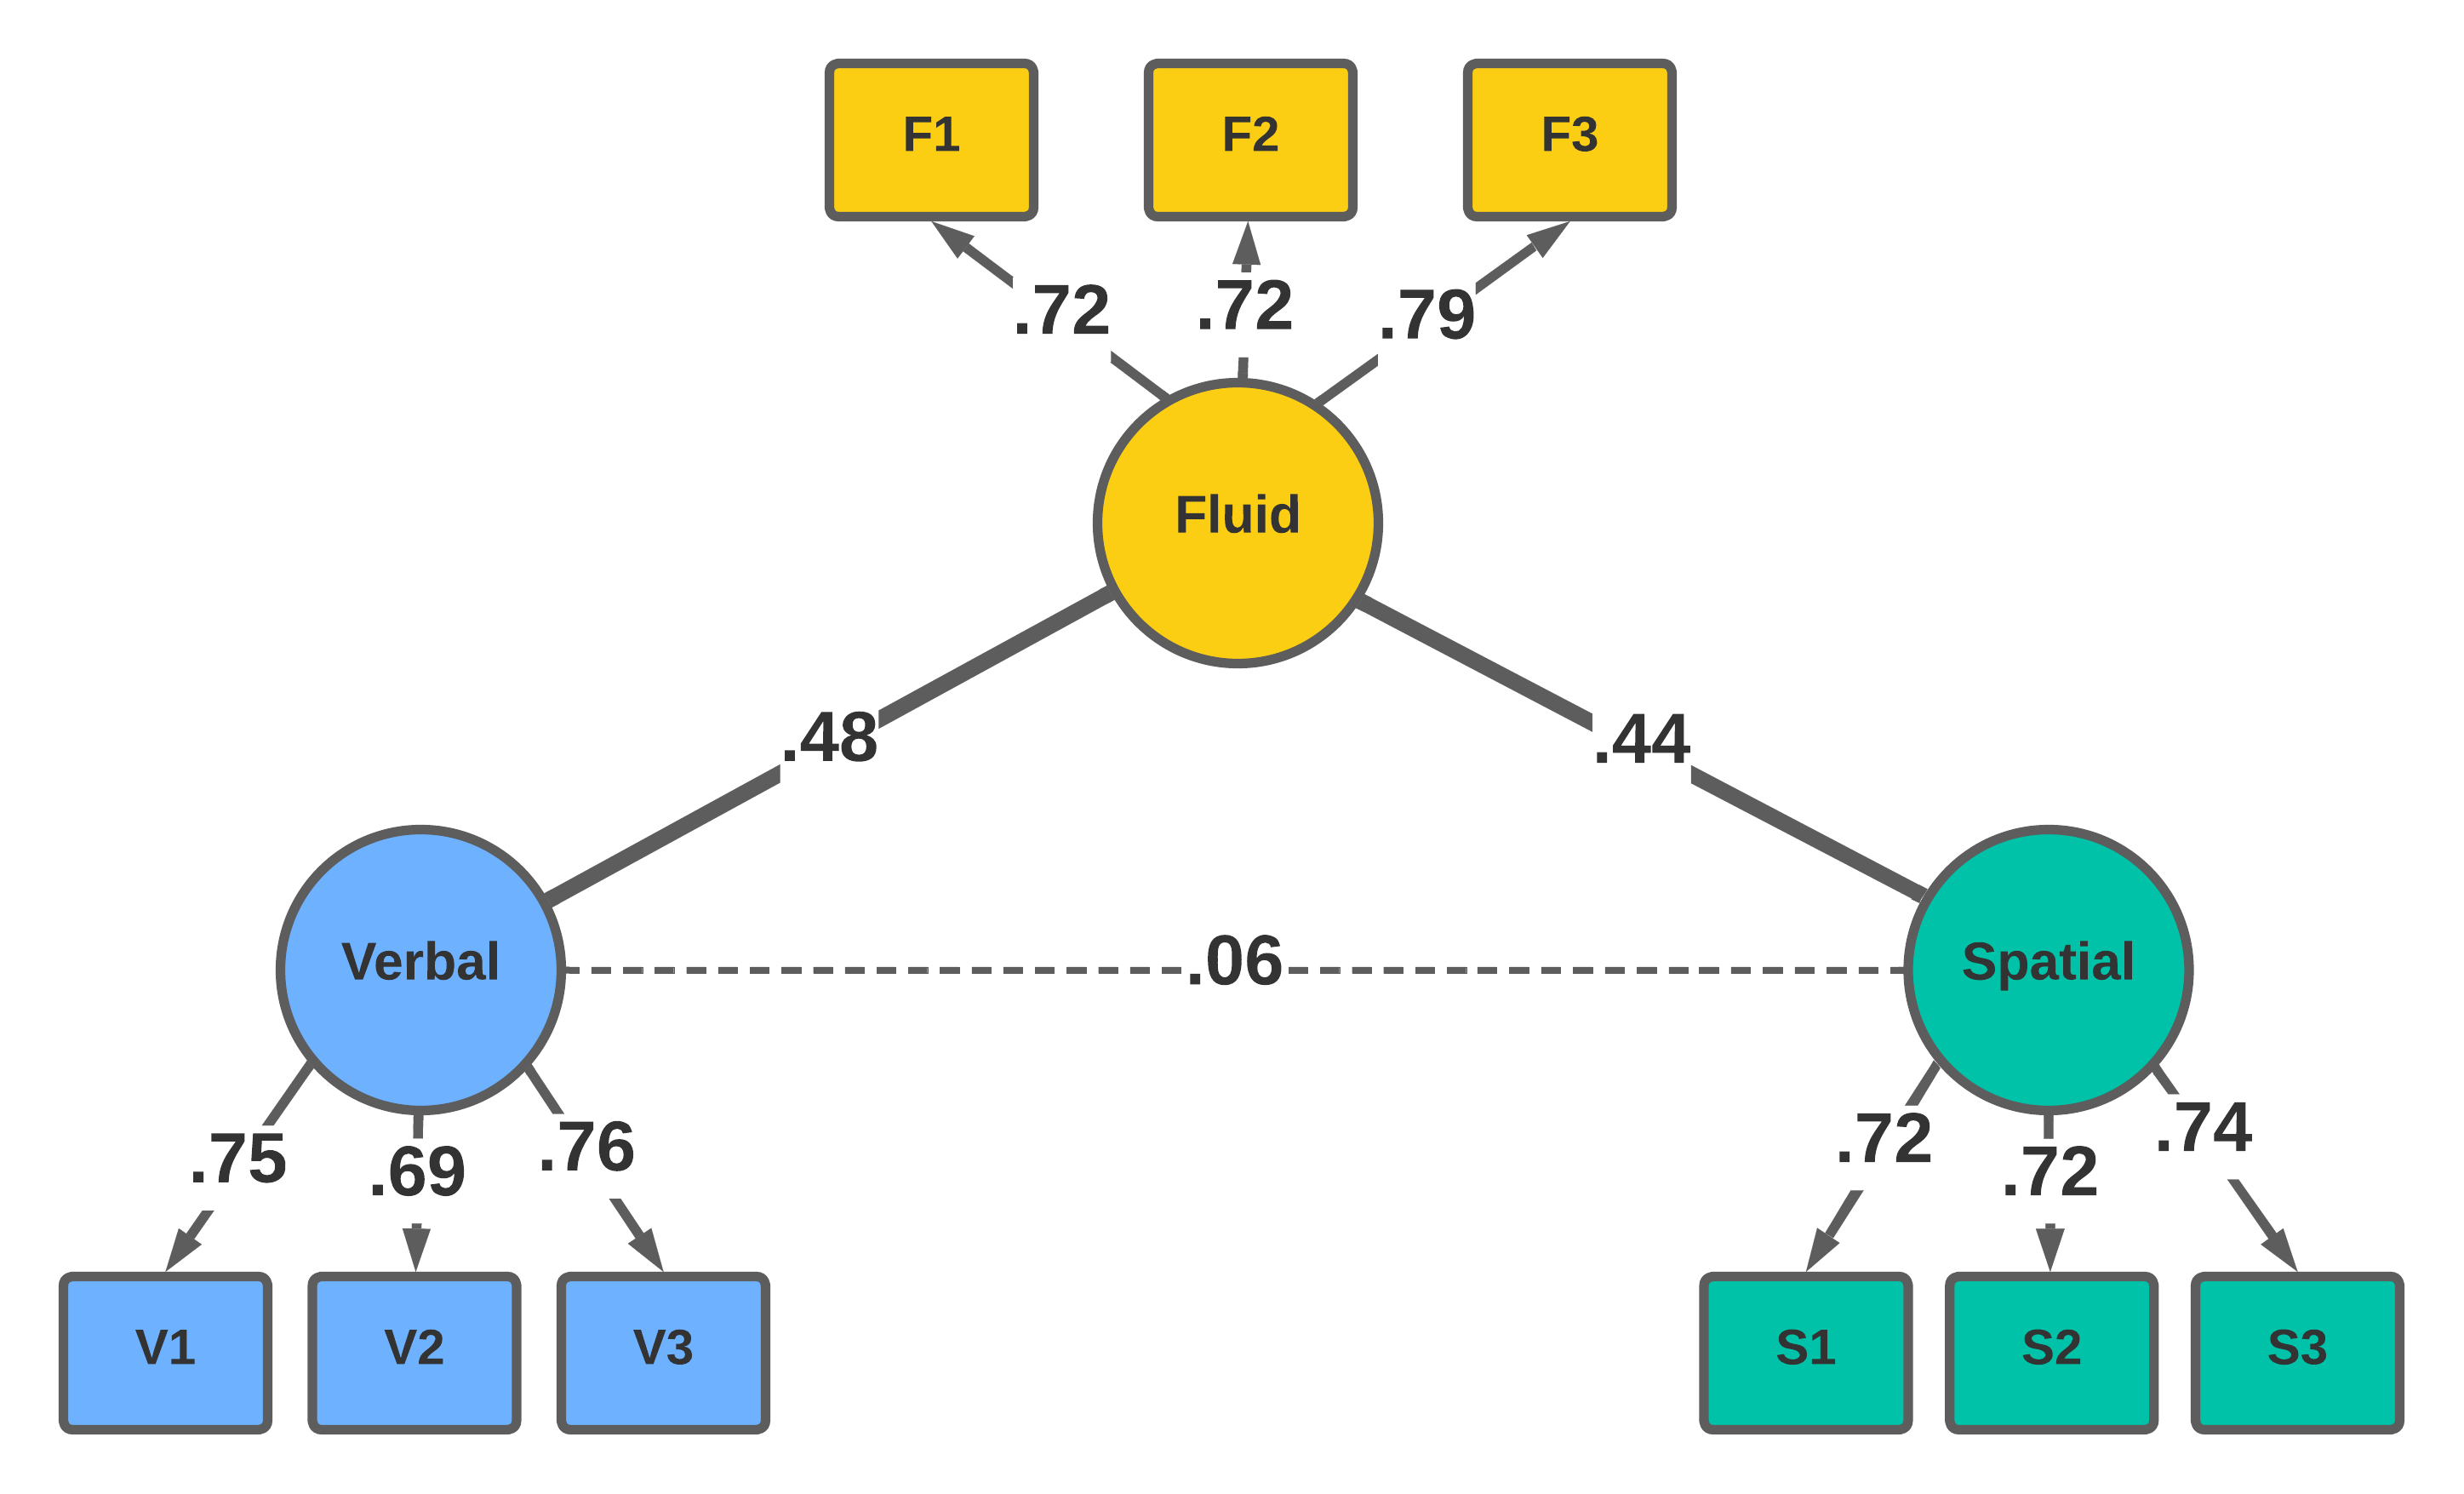 F1
F2
F3
.72
.72
.79
Fluid
.48
.44
Verbal
.06
Spatial
.75
.69
.76
.72
.72
.74
V1
V2
V3
S1
S2
S3